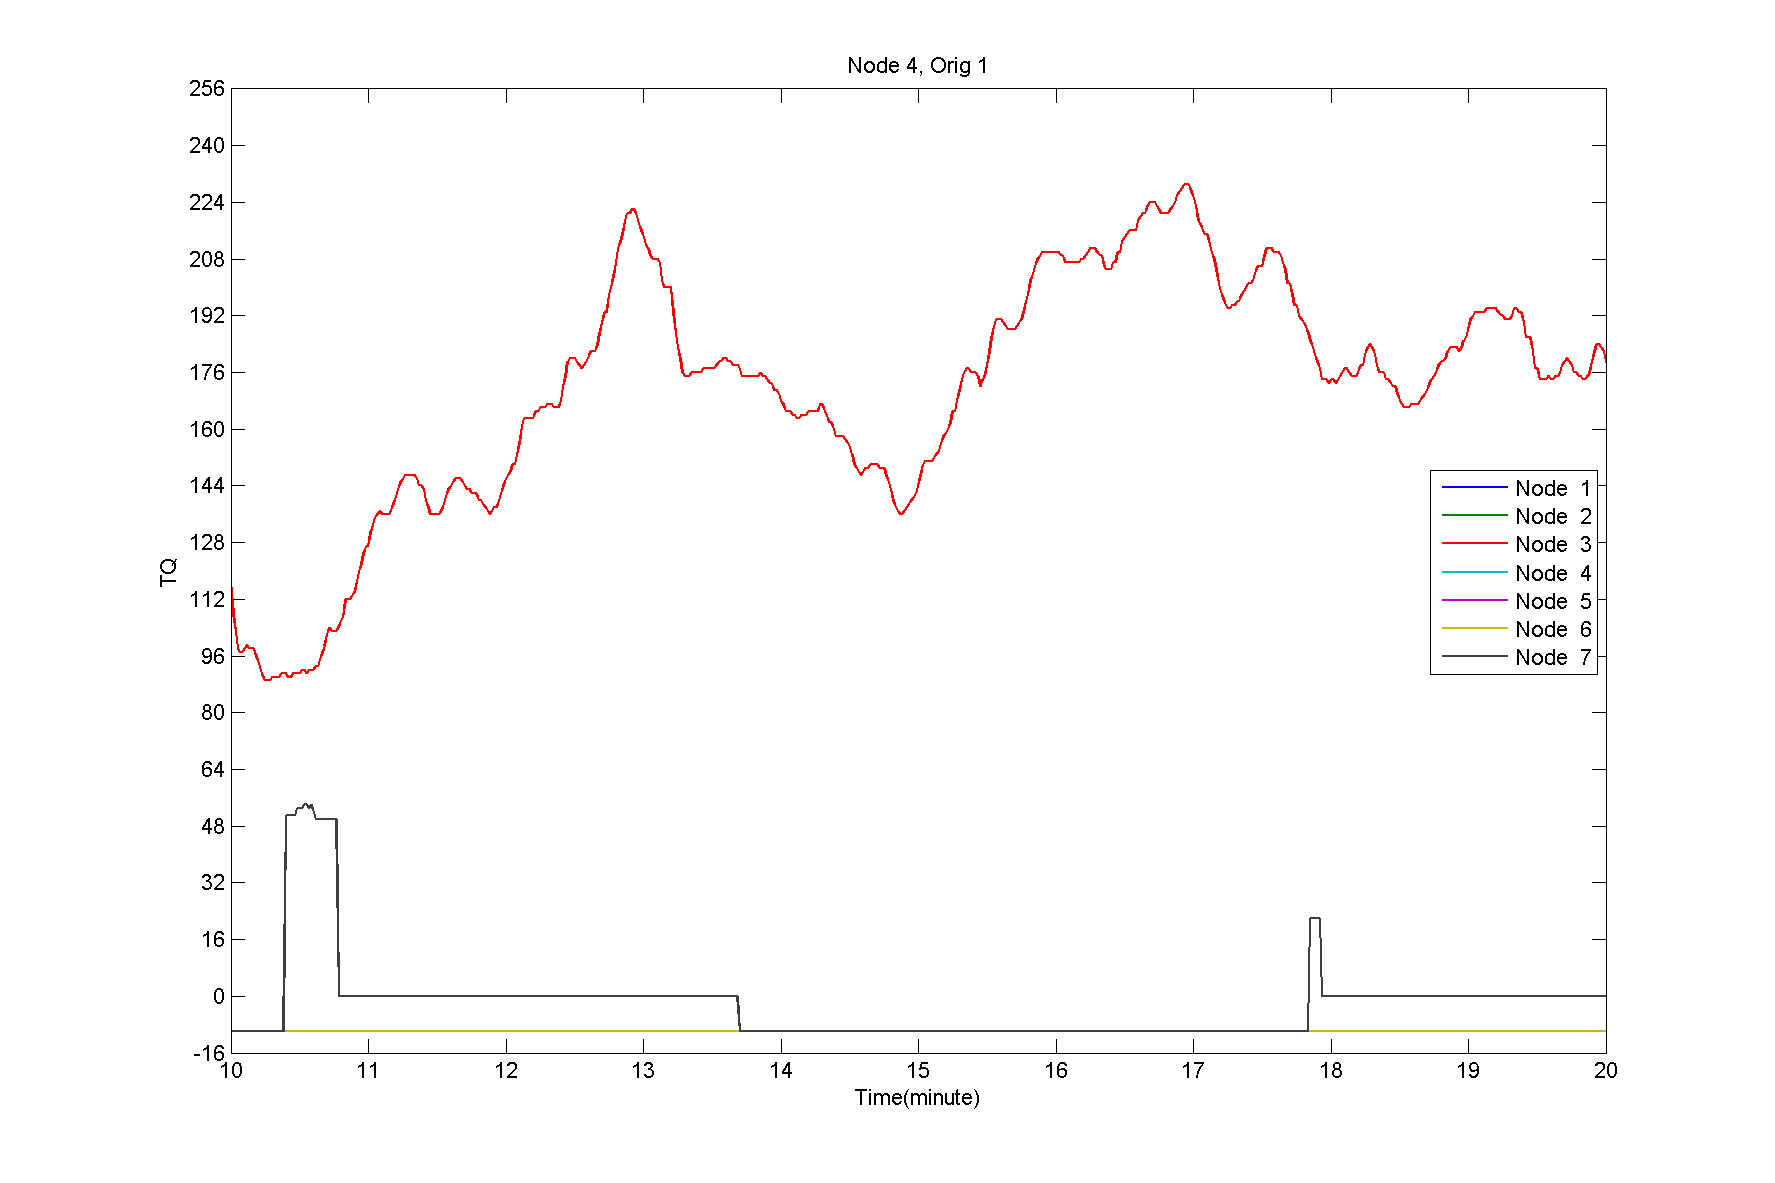 Node 4, Orig 1
256
240
224
208
192
176
160
144
128
112
96
80
64
48
32
16
0
-16
TQ
Node 1
Node 2
Node 3
Node 4
Node 5
Node 6
Node 7
10 11 12 13 14 15 16 17 18 19 20
Time(minute)